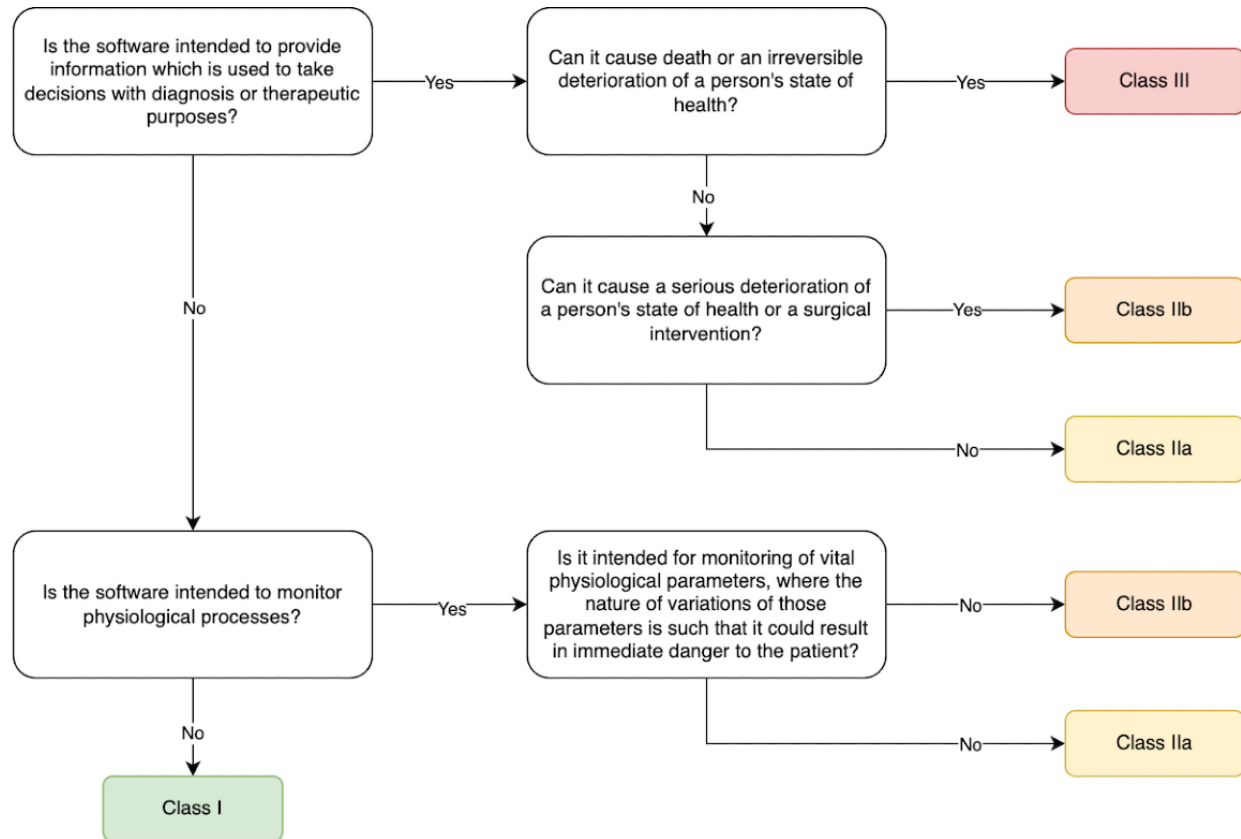 Is the software intended to provide
information which is used to take
decisions with diagnosis or therapeutic
purposes?
Yes
Can it cause death or an irreversible
deterioration of a person's state of
health?
Yes
Class III
No
No
Can it cause a serious deterioration of
a person's state of health or a surgical
intervention?
Yes
Class IIb
No
Class IIa
Is the software intended to monitor
physiological processes?
Yes
Is it intended for monitoring of vital
physiological parameters, where the
nature of variations of those
parameters is such that it could result
in immediate danger to the patient?
No
Class IIb
No
Class IIa
No
Class I